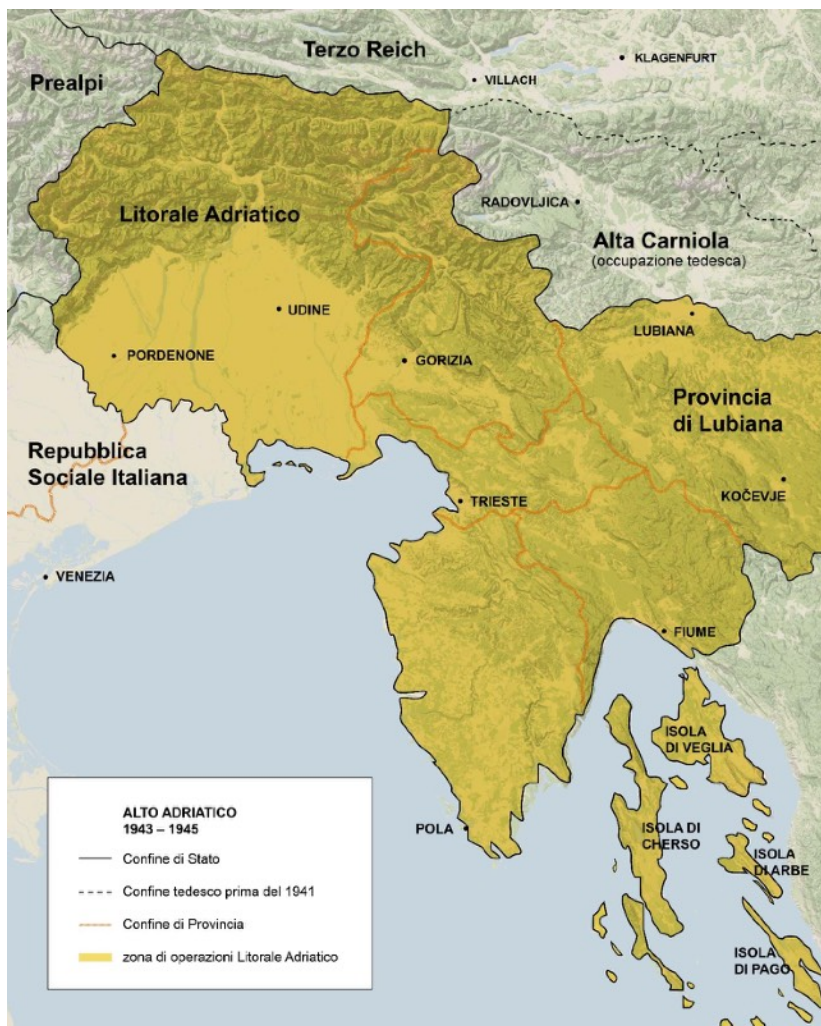 Terzo Reich
KLAGENFURT
VILLACH
Prealpi
RADOVLJICA
Litorale Adriatico
Alta Carniola
(occupazione tedesca)
UDINE
LUBIANA
PORDENONE
GORIZIA
Provincia
di Lubiana
Repubblica
Sociale Italiana
KOČEVJE
TRIESTE
VENEZIA
FIUME
ISOLA
DI VEGLIA
POLA
ISOLA DI
CHERSO
ISOLA
DI ARBE
ISOLA
DI PAGO
ALTO ADRIATICO
1943 – 1945
Confine di Stato
Confine tedesco prima del 1941
Confine di Provincia
zona di operazioni Litorale Adriatico